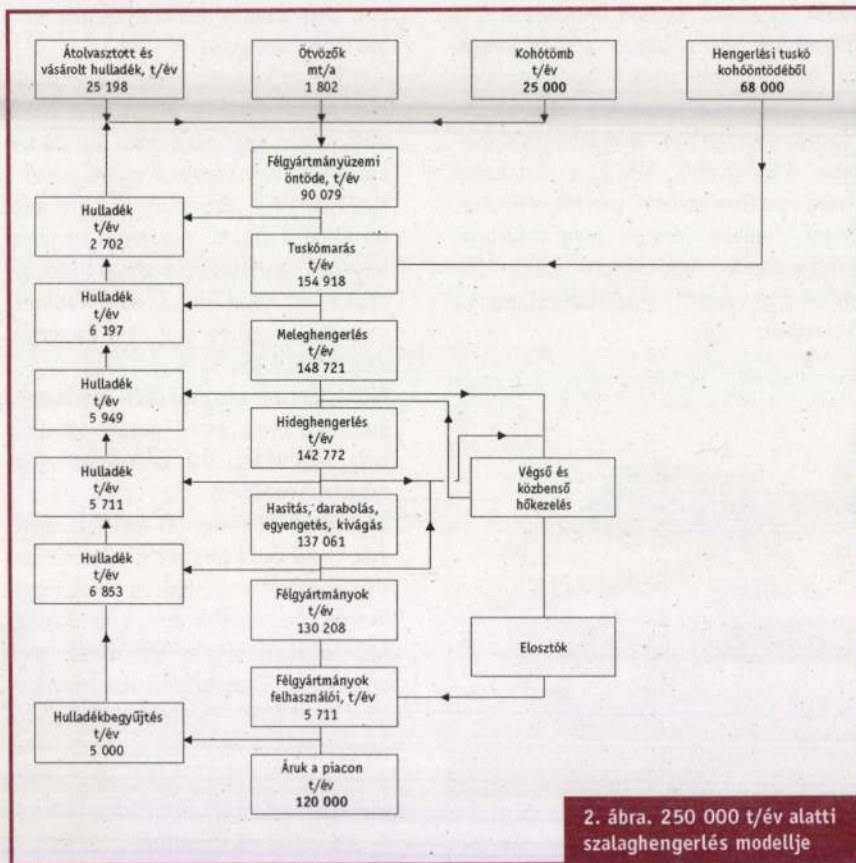 Átolvasztott és
vásárolt hulladék, t/év
25 198
Ötvözők
mt/a
1 802
Kohótömb
t/év
25 000
Hengerlési tuskó
kohóöntödéből
68 000
Félgyártmányüzemi
öntöde, t/év
90 079
Hulladék
t/év
2 702
Tuskómarás
t/év
154 918
Hulladék
t/év
6 197
Meleghengerlés
t/év
148 721
Hulladék
t/év
5 949
Hideghengerlés
t/év
142 772
Végső és
közbenső
hőkezelés
Hulladék
t/év
5 711
Hasítás, darabolás,
egyengetés, kivágás
137 061
Hulladék
t/év
6 853
Félgyártmányok
t/év
130 208
Elosztók
Félgyártmányok
felhasználói, t/év
5 711
Hulladékbegyűjtés
t/év
5 000
Áruk a piacon
t/év
120 000
2. ábra. 250 000 t/év alatti
szalaghengerlés modellje